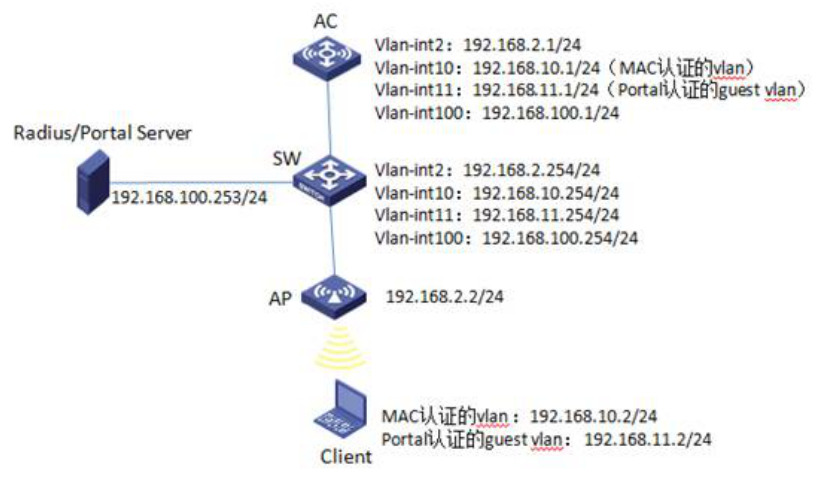 AC
Vlan-int2：192.168.2.1/24
Vlan-int10：192.168.10.1/24（MAC认证的vlan）
Vlan-int11：192.168.11.1/24（Portal认证的guest vlan）
Vlan-int100：192.168.100.1/24
Radius/Portal Server
192.168.100.253/24
SW
SWITCH
Vlan-int2：192.168.2.254/24
Vlan-int10：192.168.10.254/24
Vlan-int11：192.168.11.254/24
Vlan-int100：192.168.100.254/24
AP
192.168.2.2/24
MAC认证的vlan：192.168.10.2/24
Portal认证的guest vlan：192.168.11.2/24
Client